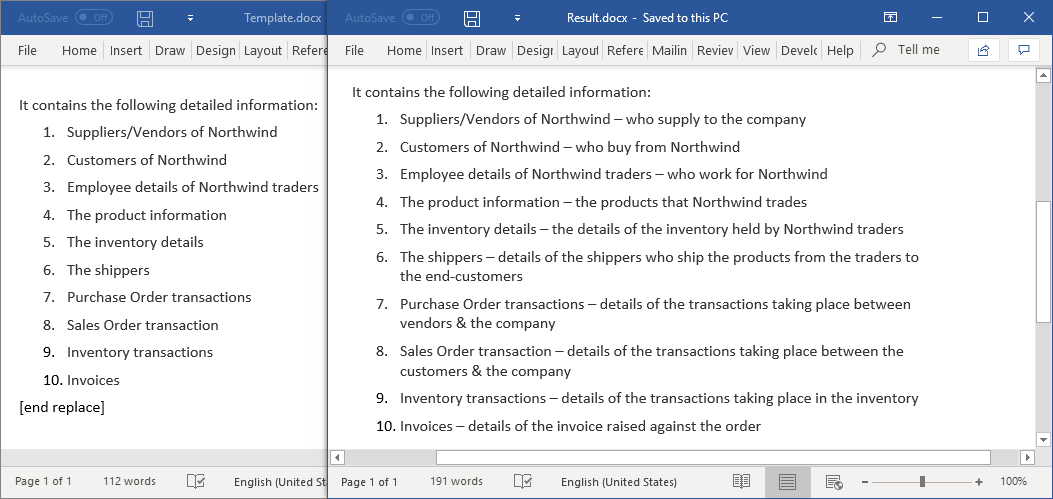 AutoSave Off Template.docx
File Home Insert Draw Design Layout Refere
It contains the following detailed information:
1. Suppliers/Vendors of Northwind
2. Customers of Northwind
3. Employee details of Northwind traders
4. The product information
5. The inventory details
6. The shippers
7. Purchase Order transactions
8. Sales Order transaction
9. Inventory transactions
10. Invoices
[end replace]
Page 1 of 1 112 words English (United St
AutoSave Off Result.docx - Saved to this PC
File Home Insert Draw Desigr Layout Refere Mailin Review View Develo Help Tell me
It contains the following detailed information:
1. Suppliers/Vendors of Northwind – who supply to the company
2. Customers of Northwind – who buy from Northwind
3. Employee details of Northwind traders – who work for Northwind
4. The product information – the products that Northwind trades
5. The inventory details – the details of the inventory held by Northwind traders
6. The shippers – details of the shippers who ship the products from the traders to
the end-customers
7. Purchase Order transactions – details of the transactions taking place between
vendors & the company
8. Sales Order transaction – details of the transactions taking place between the
customers & the company
9. Inventory transactions – details of the transactions taking place in the inventory
10. Invoices – details of the invoice raised against the order
Page 1 of 1 191 words English (United States) 100%